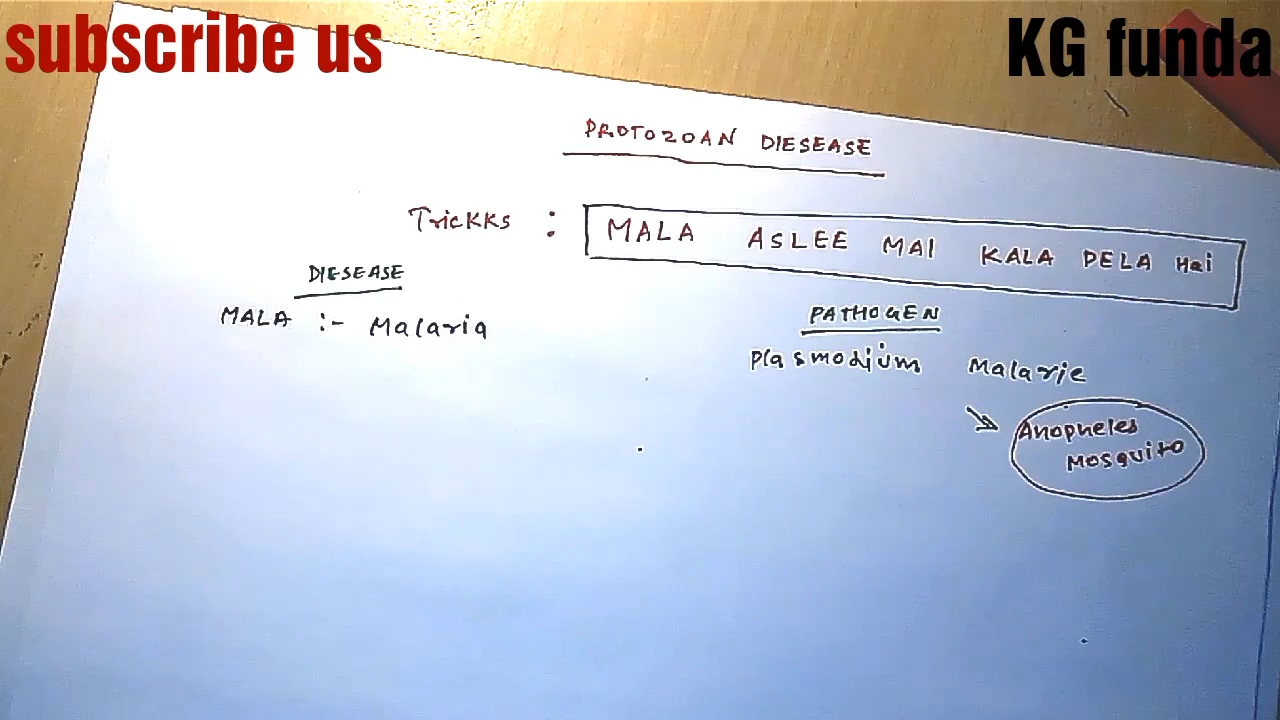 subscribe us
KG funda
PROTOZOAN DIESEASE
TricKKs : MALA ASLEE MAI KALA PELA Hai
DIESEASE
MALA :- Malaria
PATHOGEN
Plasmodium Malarie
Anopheles
Mosquito